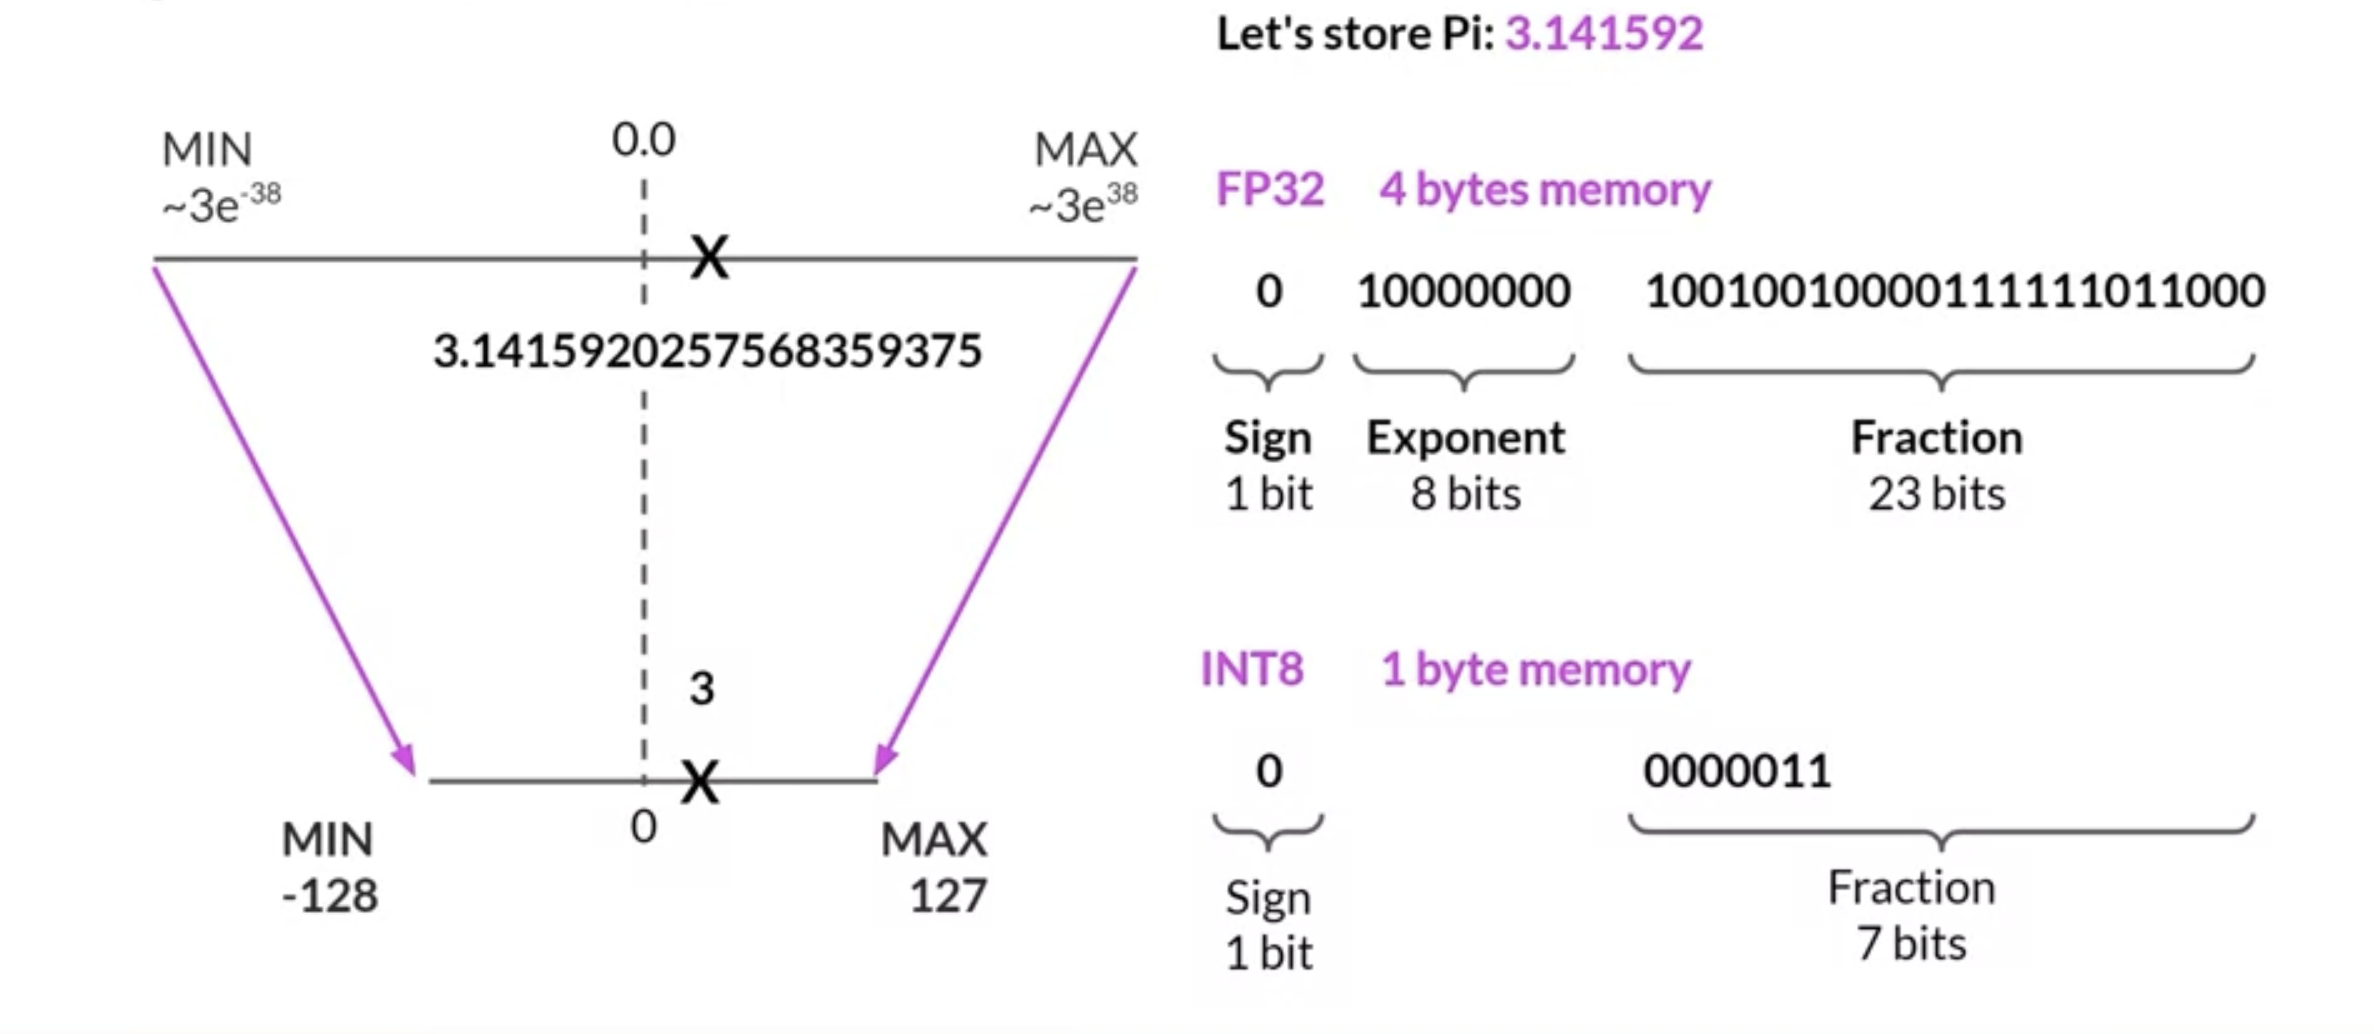 Let's store Pi: 3.141592
MIN
~3e⁻³⁸
0.0
MAX
~3e³⁸
X
3.1415920257568359375
3
X
MIN
-128
0
MAX
127
FP32 4 bytes memory
0 10000000 10010010000111111011000
Sign Exponent Fraction
1 bit 8 bits 23 bits
INT8 1 byte memory
0 0000011
Sign
1 bit
Fraction
7 bits